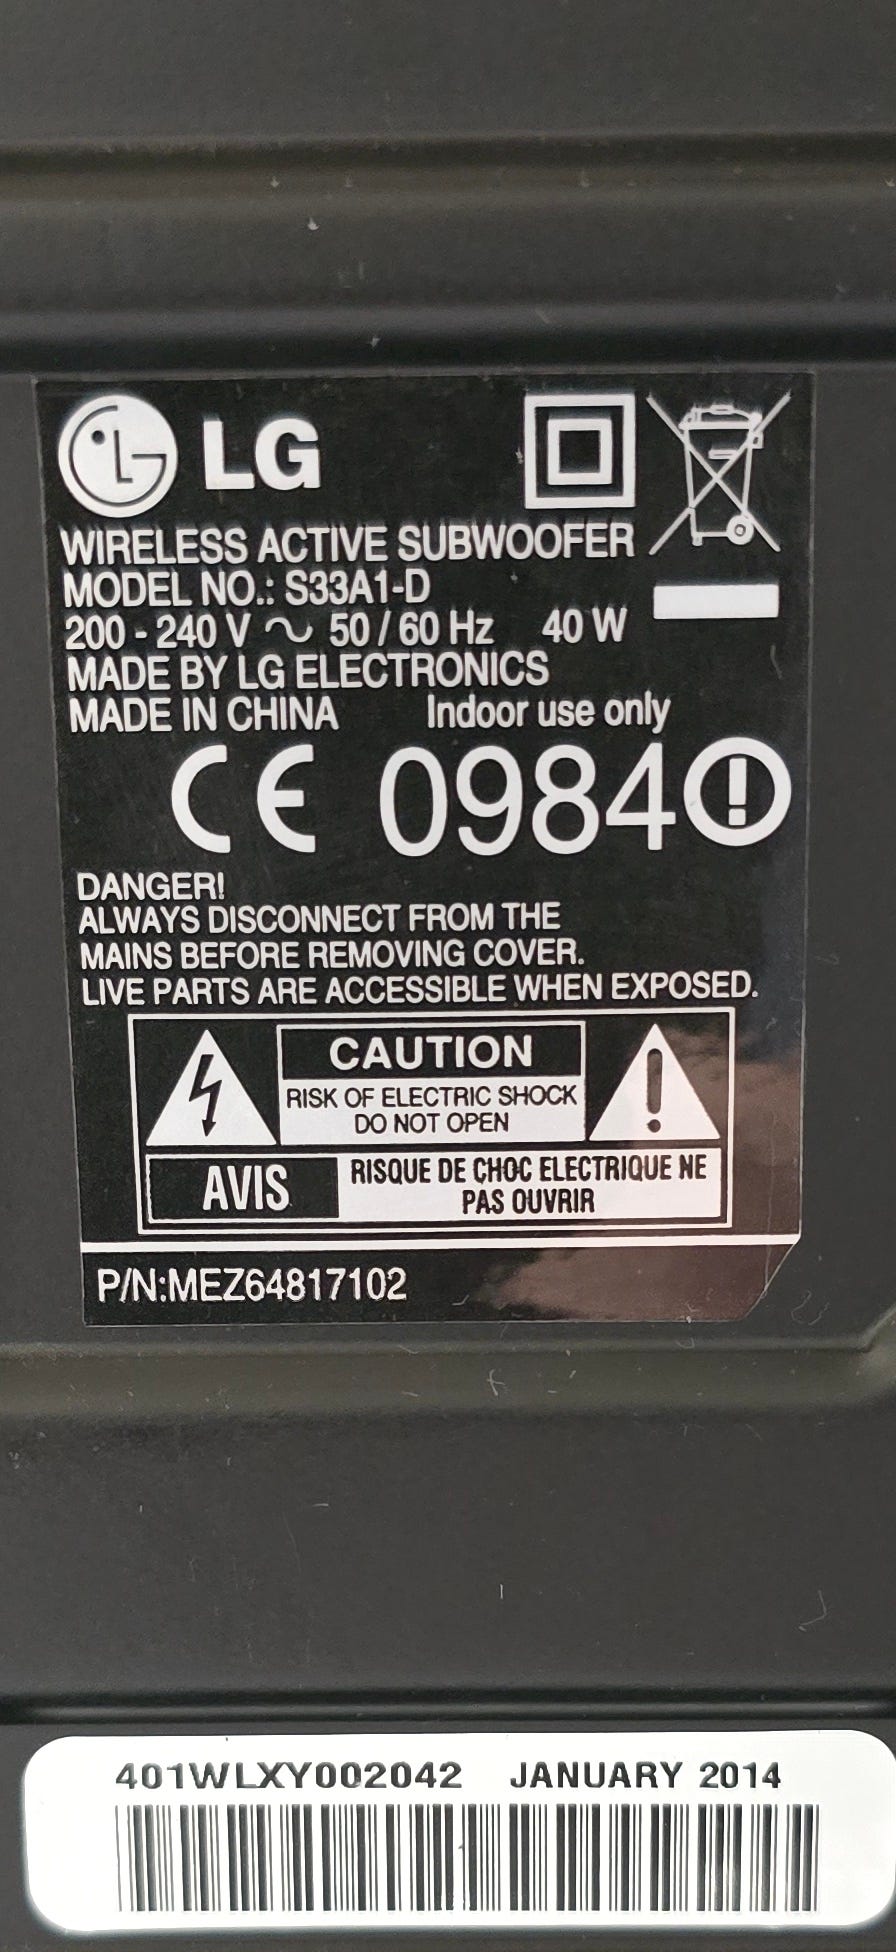 LG LG
WIRELESS ACTIVE SUBWOOFER
MODEL NO.: S33A1-D
200 - 240 V ~ 50 / 60 Hz 40 W
MADE BY LG ELECTRONICS
MADE IN CHINA Indoor use only
CE 0984 !
DANGER!
ALWAYS DISCONNECT FROM THE
MAINS BEFORE REMOVING COVER.
LIVE PARTS ARE ACCESSIBLE WHEN EXPOSED.
CAUTION
RISK OF ELECTRIC SHOCK
DO NOT OPEN
!
AVIS
RISQUE DE CHOC ELECTRIQUE NE
PAS OUVRIR
P/N:MEZ64817102
401WLXY002042 JANUARY 2014